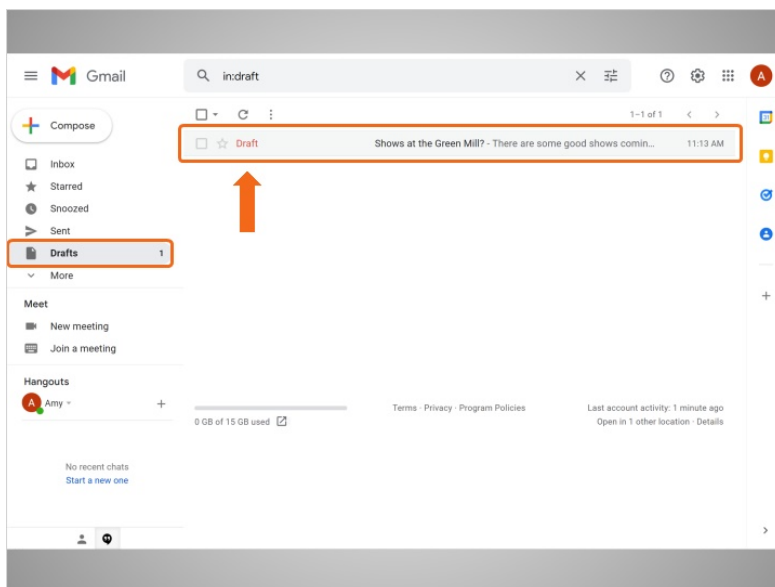 Gmail
in:draft
A
Compose
1–1 of 1
Draft Shows at the Green Mill? - There are some good shows comin... 11:13 AM
Inbox
Starred
Snoozed
Sent
Drafts 1
More
Meet
New meeting
Join a meeting
Hangouts
A Amy
0 GB of 15 GB used
Terms · Privacy · Program Policies
Last account activity: 1 minute ago
Open in 1 other location · Details
No recent chats
Start a new one